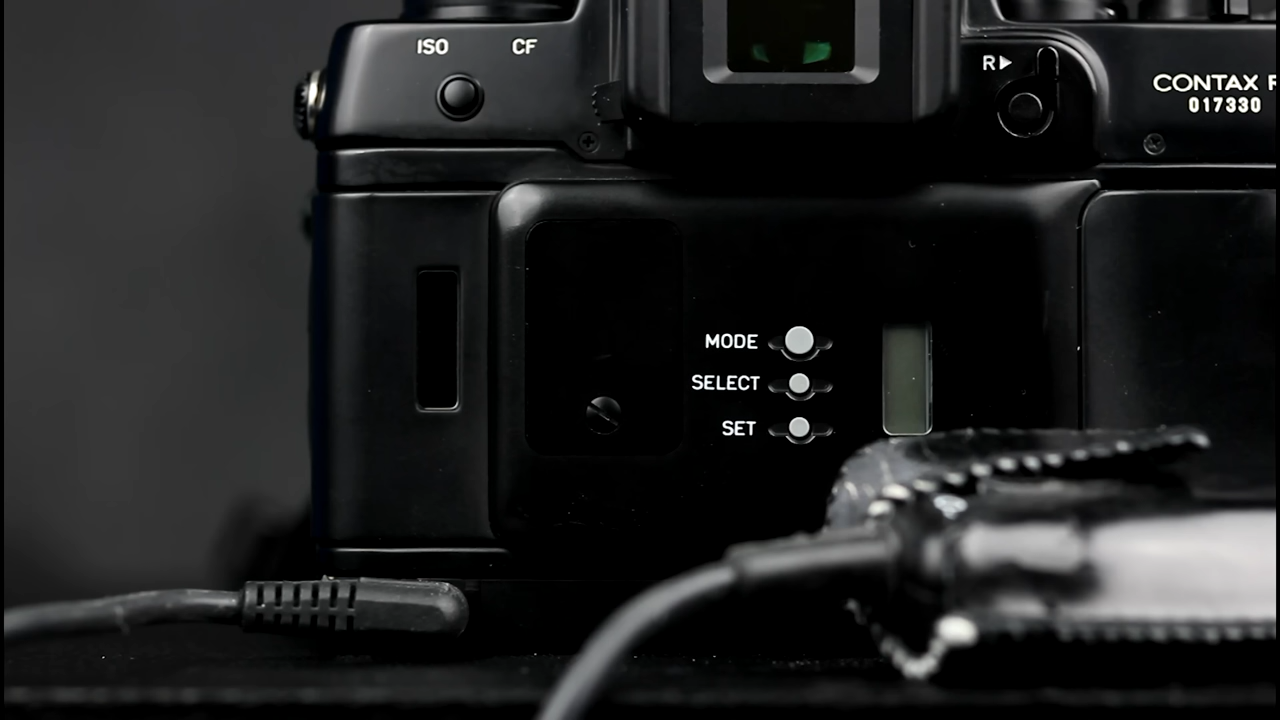 ISO CF
R▶
CONTAX
017330
MODE
SELECT
SET